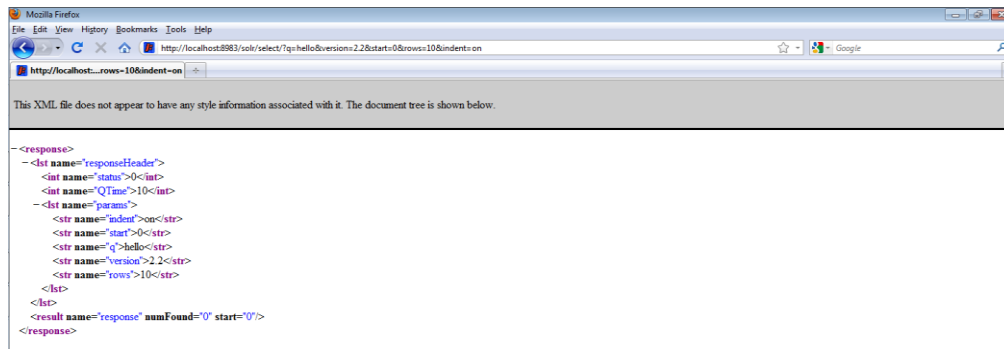 Mozilla Firefox
File Edit View History Bookmarks Tools Help
http://localhost:8983/solr/select/?q=hello&version=2.2&start=0&rows=10&indent=on
Google
http://localhost:...rows=10&indent=on
This XML file does not appear to have any style information associated with it. The document tree is shown below.
−<response>
−<lst name="responseHeader">
<int name="status">0</int>
<int name="QTime">10</int>
−<lst name="params">
<str name="indent">on</str>
<str name="start">0</str>
<str name="q">hello</str>
<str name="version">2.2</str>
<str name="rows">10</str>
</lst>
</lst>
<result name="response" numFound="0" start="0"/>
</response>